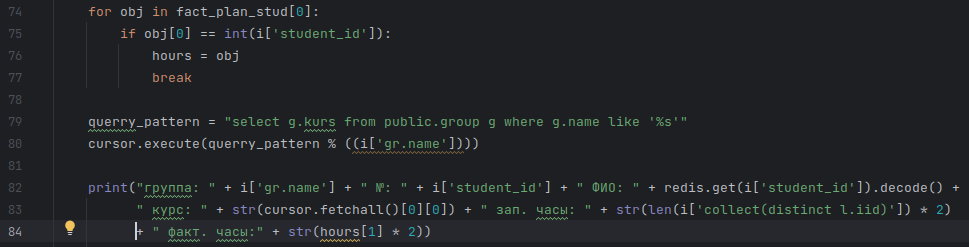 74 for obj in fact_plan_stud[0]:
75 if obj[0] == int(i['student_id']):
76 hours = obj
77 break
78
79 querry_pattern = "select g.kurs from public.group g where g.name like '%s'"
80 cursor.execute(querry_pattern % ((i['gr.name'])))
81
82 print("группа: " + i['gr.name'] + " №: " + i['student_id'] + " ФИО: " + redis.get(i['student_id']).decode() +
83 " курс: " + str(cursor.fetchall()[0][0]) + " зап. часы: " + str(len(i['collect(distinct l.iid)']) * 2)
84 + " факт. часы:" + str(hours[1] * 2))